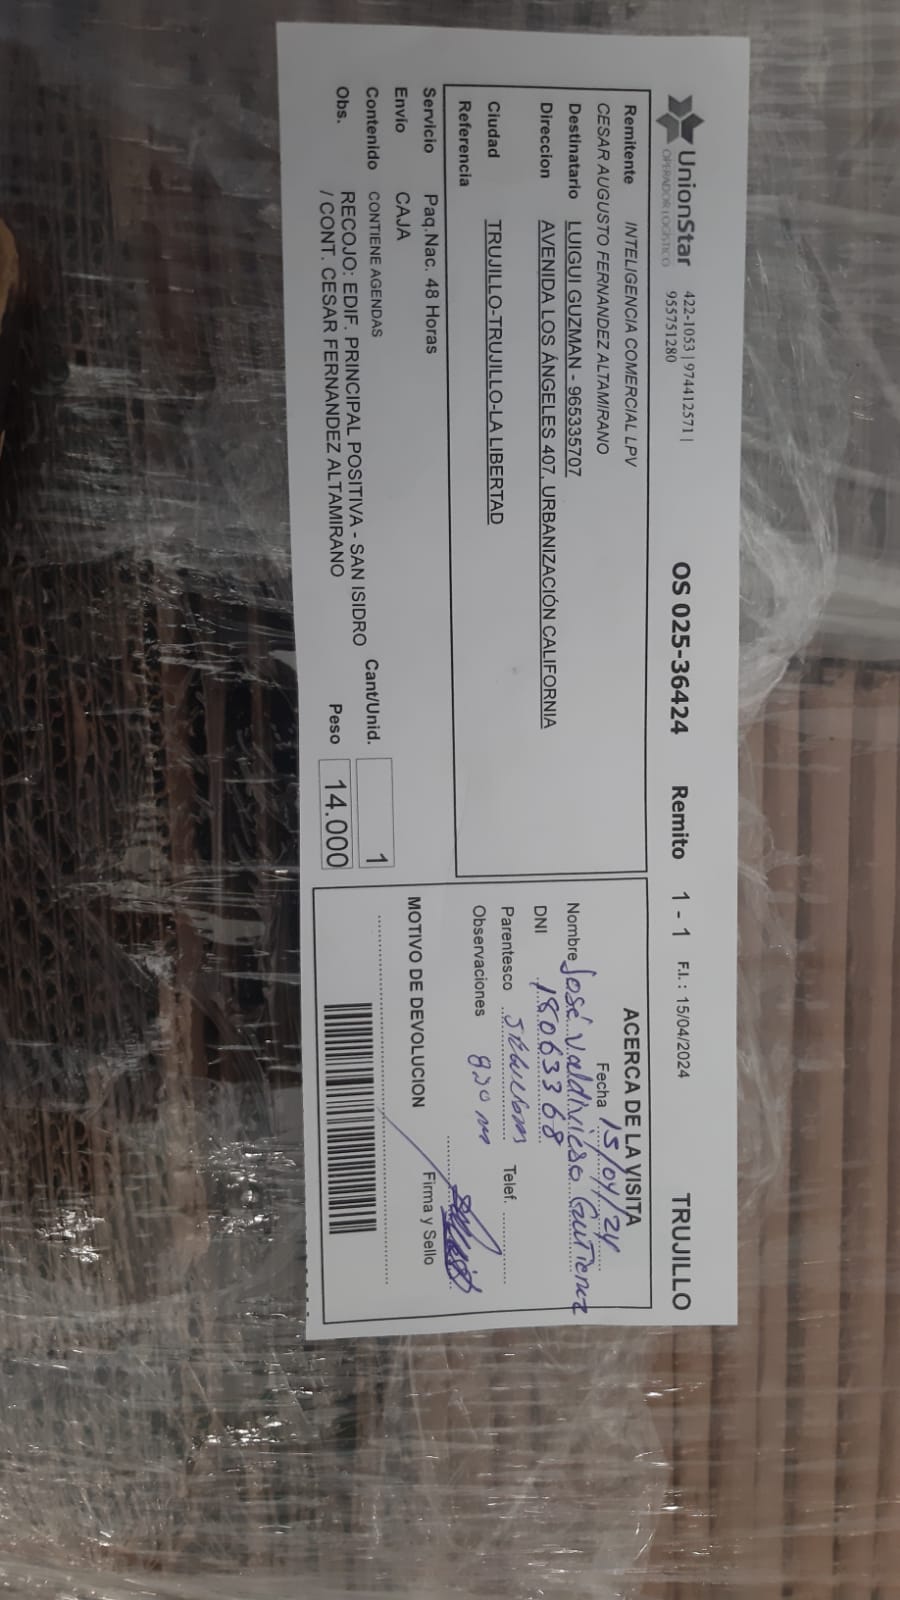 UnionStar
OPERADOR LOGISTICO
422-1053 | 974412571 |
955751280
OS 025-36424 Remito 1 - 1 F.I.: 15/04/2024 TRUJILLO
Remitente INTELIGENCIA COMERCIAL LPV
CESAR AUGUSTO FERNANDEZ ALTAMIRANO
Destinatario LUIGUI GUZMAN - 965335707
Direccion AVENIDA LOS ÁNGELES 407, URBANIZACIÓN CALIFORNIA
Ciudad TRUJILLO-TRUJILLO-LA LIBERTAD
Referencia
Servicio Paq.Nac. 48 Horas
Envío CAJA
Contenido CONTIENE AGENDAS
Obs. RECOJO: EDIF. PRINCIPAL POSITIVA - SAN ISIDRO
/ CONT. CESAR FERNANDEZ ALTAMIRANO
Cant/Unid. 1
Peso 14.000
ACERCA DE LA VISITA
Fecha 15/04/24
Nombre José Valdivieso
DNI 18063368
Parentesco Telef.
Observaciones
MOTIVO DE DEVOLUCION
Firma y Sello